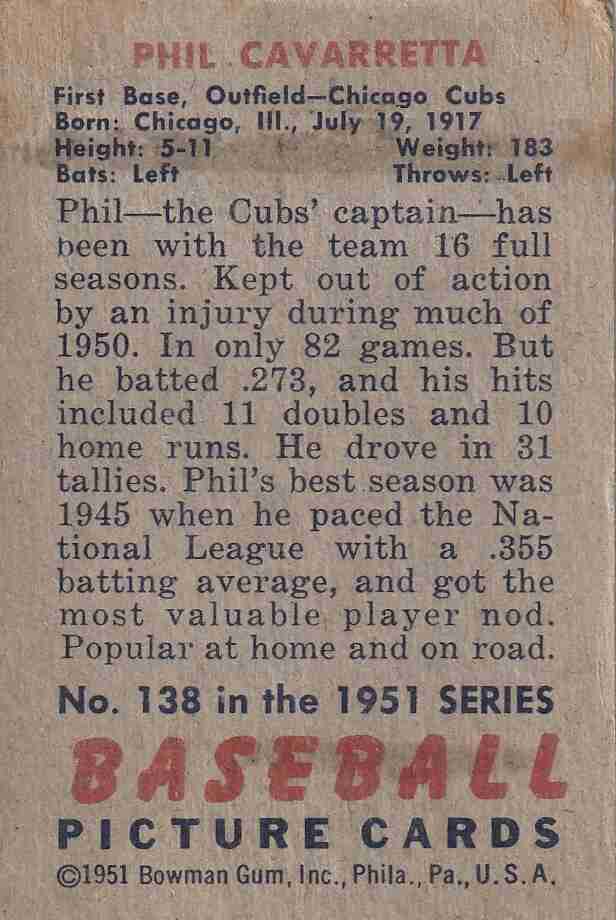 PHIL CAVARRETTA
First Base, Outfield—Chicago Cubs
Born: Chicago, Ill., July 19, 1917
Height: 5-11 Weight: 183
Bats: Left Throws: Left
Phil—the Cubs' captain—has
been with the team 16 full
seasons. Kept out of action
by an injury during much of
1950. In only 82 games. But
he batted .273, and his hits
included 11 doubles and 10
home runs. He drove in 31
tallies. Phil's best season was
1945 when he paced the Na-
tional League with a .355
batting average, and got the
most valuable player nod.
Popular at home and on road.
No. 138 in the 1951 SERIES
BASEBALL
PICTURE CARDS
©1951 Bowman Gum, Inc., Phila., Pa., U.S.A.